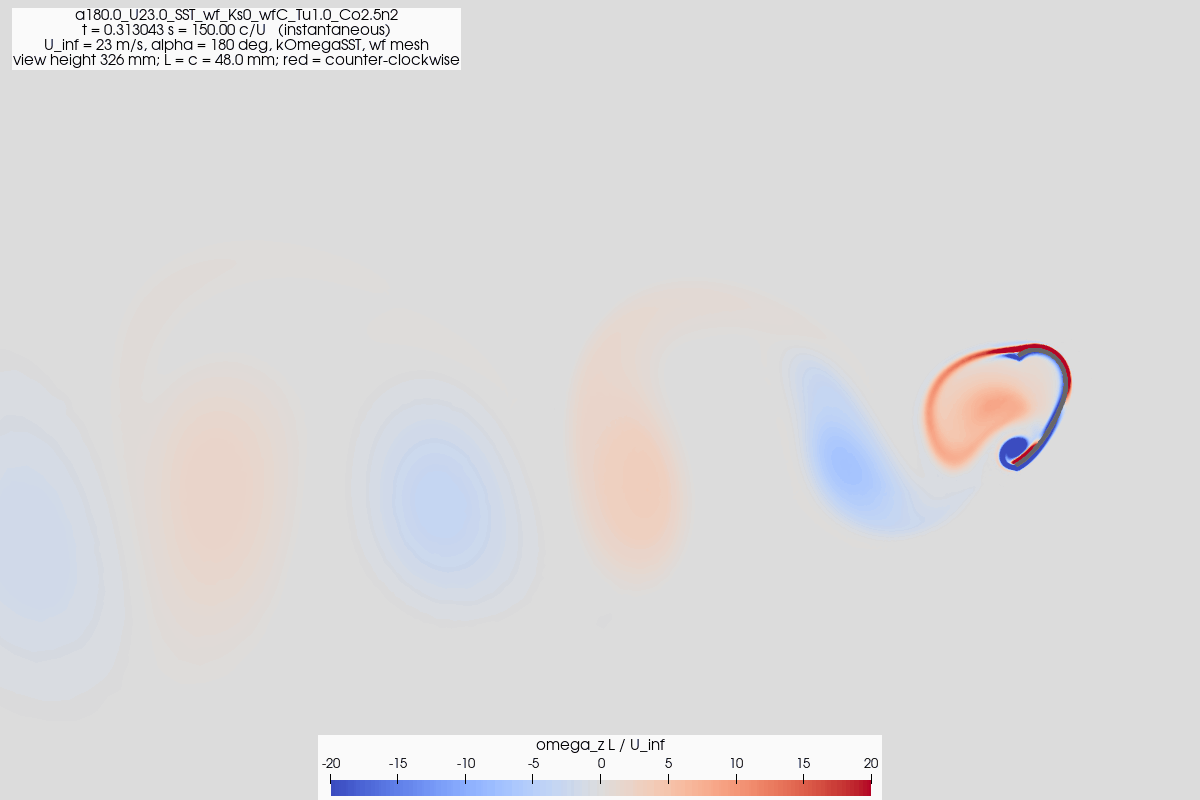 a180.0_U23.0_SST_wf_Ks0_wfC_Tu1.0_Co2.5n2
t = 0.313043 s = 150.00 c/U   (instantaneous)
U_inf = 23 m/s, alpha = 180 deg, kOmegaSST, wf mesh
view height 326 mm; L = c = 48.0 mm; red = counter-clockwise
omega_z L / U_inf
-20 -15 -10 -5 0 5 10 15 20